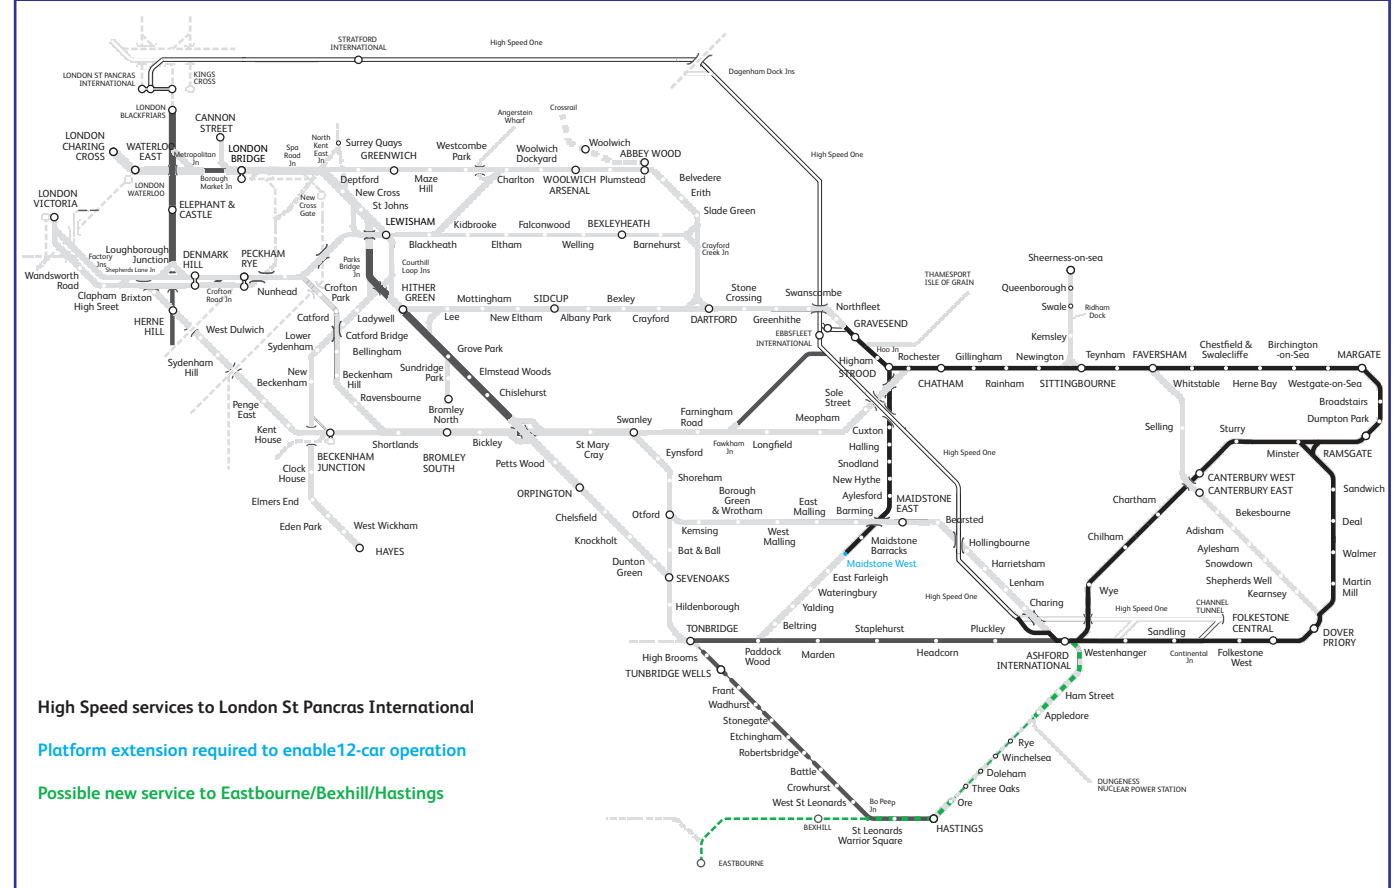 STRATFORD
INTERNATIONAL
High Speed One
LONDON ST PANCRAS
INTERNATIONAL
KINGS
CROSS
Dagenham Dock Jns
LONDON
BLACKFRIARS
CANNON
STREET
Angerstein
Wharf
Crossrail
LONDON
CHARING
CROSS
WATERLOO
EAST
Metropolitan
Jn
LONDON
BRIDGE
Spa
Road
Jn
North
Kent
East
Jn
Surrey Quays
GREENWICH
Westcombe
Park
Woolwich
Dockyard
Woolwich
ABBEY WOOD
High Speed One
LONDON
WATERLOO
Borough
Market Jn
Deptford
Maze
Hill
Charlton
WOOLWICH
ARSENAL
Plumstead
Belvedere
Erith
Slade Green
LONDON
VICTORIA
ELEPHANT &
CASTLE
New
Cross
Gate
New Cross
St Johns
LEWISHAM
Kidbrooke
Falconwood
BEXLEYHEATH
Blackheath
Eltham
Welling
Barnehurst
Crayford
Creek Jn
Loughborough
Junction
Factory
Jns
Shepherds Lane Jn
DENMARK
HILL
PECKHAM
RYE
Parks
Bridge
Jn
Courthill
Loop Jns
Wandsworth
Road
Clapham
High Sreet
Brixton
Crofton
Road Jn
Nunhead
Crofton
Park
HITHER
GREEN
Mottingham
SIDCUP
Bexley
Stone
Crossing
Swanscombe
Northfleet
Sheerness-on-sea
Queenborough
THAMESPORT
ISLE OF GRAIN
Swale
Ridham
Dock
HERNE
HILL
West Dulwich
Catford
Ladywell
Lee
New Eltham
Albany Park
Crayford
DARTFORD
Greenhithe
GRAVESEND
EBBSFLEET
INTERNATIONAL
Hoo Jn
Kemsley
Lower
Sydenham
Catford Bridge
Bellingham
Grove Park
Higham
STROOD
Rochester
Gillingham
Newington
Teynham
FAVERSHAM
Chestfield &
Swalecliffe
Birchington
-on-Sea
MARGATE
Sydenham
Hill
New
Beckenham
Beckenham
Hill
Sundridge
Park
Elmstead Woods
CHATHAM
Rainham
SITTINGBOURNE
Whitstable
Herne Bay
Westgate-on-Sea
Broadstairs
Dumpton Park
Ravensbourne
Chislehurst
Sole
Street
Penge
East
Bromley
North
Meopham
Kent
House
Swanley
Farningham
Road
Cuxton
Selling
Sturry
Shortlands
Bickley
St Mary
Cray
Fawkham
Jn
Longfield
Halling
High Speed One
Minster
RAMSGATE
BECKENHAM
JUNCTION
BROMLEY
SOUTH
Petts Wood
Eynsford
Snodland
Clock
House
Shoreham
New Hythe
CANTERBURY WEST
CANTERBURY EAST
Sandwich
ORPINGTON
Borough
Green
& Wrotham
East
Malling
Aylesford
MAIDSTONE
EAST
Chartham
Elmers End
Otford
Barming
Bearsted
Bekesbourne
Deal
Eden Park
West Wickham
Chelsfield
Kemsing
West
Malling
Adisham
HAYES
Knockholt
Bat & Ball
Maidstone
Barracks
Hollingbourne
Chilham
Aylesham
Walmer
Dunton
Green
Maidstone West
Harrietsham
Snowdown
SEVENOAKS
East Farleigh
Lenham
Shepherds Well
Martin
Mill
Wateringbury
High Speed One
Wye
Kearnsey
Hildenborough
Yalding
Charing
High Speed One
CHANNEL
TUNNEL
FOLKESTONE
CENTRAL
TONBRIDGE
Beltring
Staplehurst
Pluckley
Sandling
DOVER
PRIORY
High Brooms
Paddock
Wood
Marden
Headcorn
ASHFORD
INTERNATIONAL
Westenhanger
Continental
Jn
Folkestone
West
TUNBRIDGE WELLS
Frant
Ham Street
Wadhurst
High Speed services to London St Pancras International
Stonegate
Appledore
Etchingham
Rye
Platform extension required to enable12-car operation
Robertsbridge
Winchelsea
Battle
Doleham
DUNGENESS
NUCLEAR POWER STATION
Crowhurst
Three Oaks
Possible new service to Eastbourne/Bexhill/Hastings
West St Leonards
Bo Peep
Jn
Ore
BEXHILL
St Leonards
Warrior Square
HASTINGS
EASTBOURNE